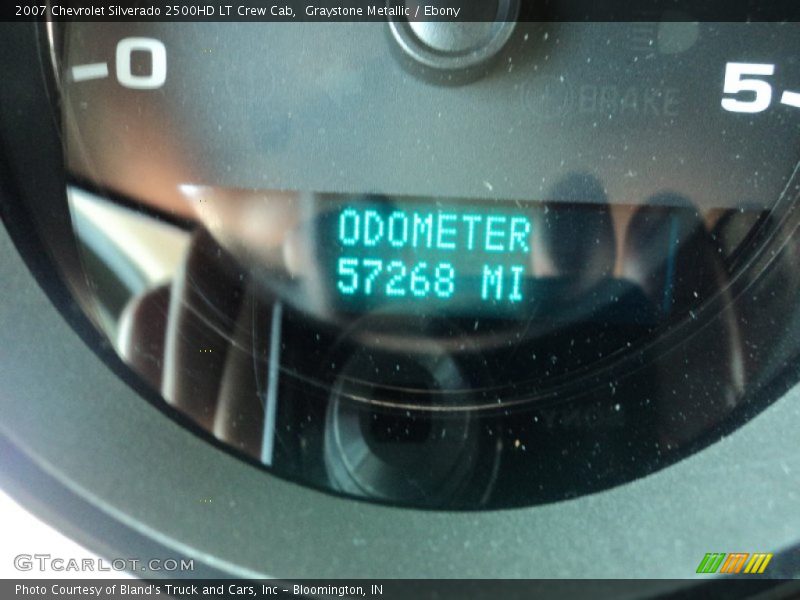 2007 Chevrolet Silverado 2500HD LT Crew Cab,  Graystone Metallic / Ebony
0
5
BRAKE
ODOMETER
57268 MI
GTCARLOT.COM
Photo Courtesy of Bland's Truck and Cars, Inc – Bloomington, IN